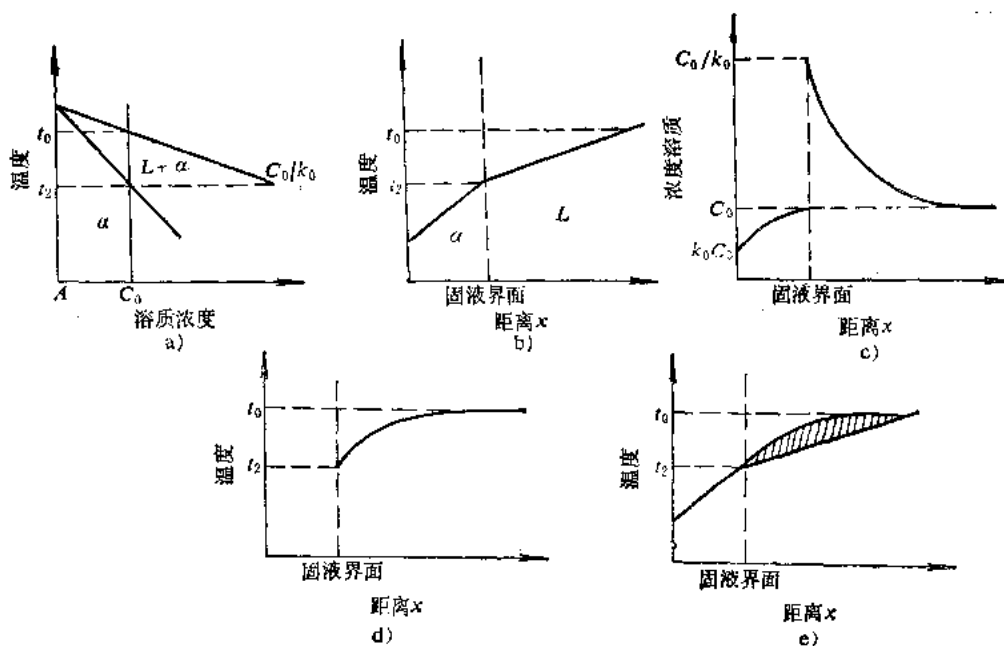 C₀/k₀
t₀
t₀
温度
L+α
C₀/k₀
温度
浓度溶质
t₂
t₂
C₀
α
α
L
k₀C₀
A
C₀
固液界面
固液界面
溶质浓度
距离x
距离x
a)
b)
c)
t₀
t₀
温度
温度
t₂
t₂
固液界面
固液界面
距离x
距离x
d)
e)